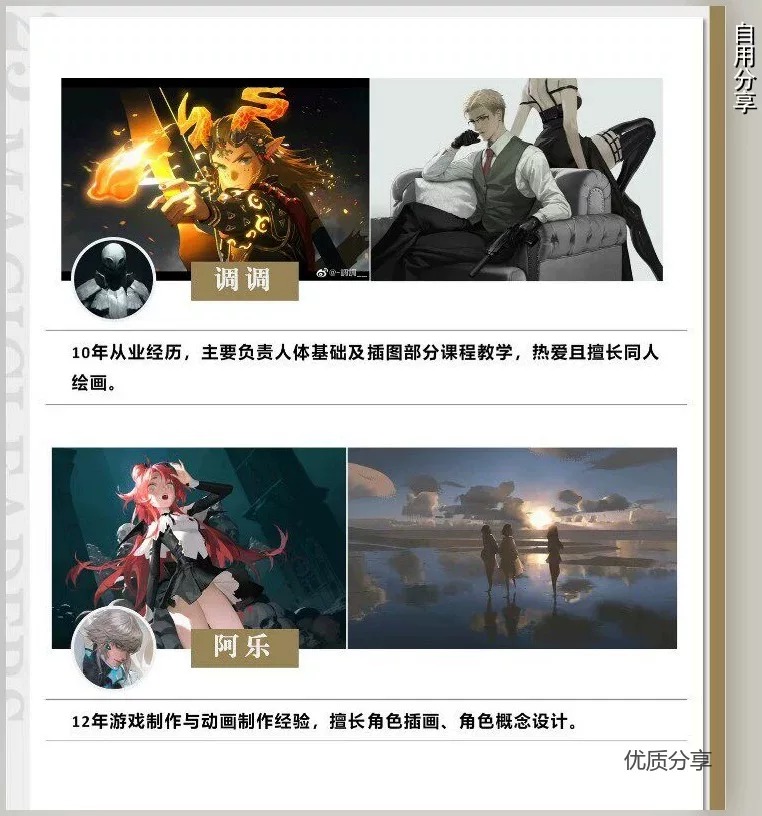 自用分享
@-调调__
调调
10年从业经历，主要负责人体基础及插图部分课程教学，热爱且擅长同人
绘画。
阿乐
12年游戏制作与动画制作经验，擅长角色插画、角色概念设计。
优质分享